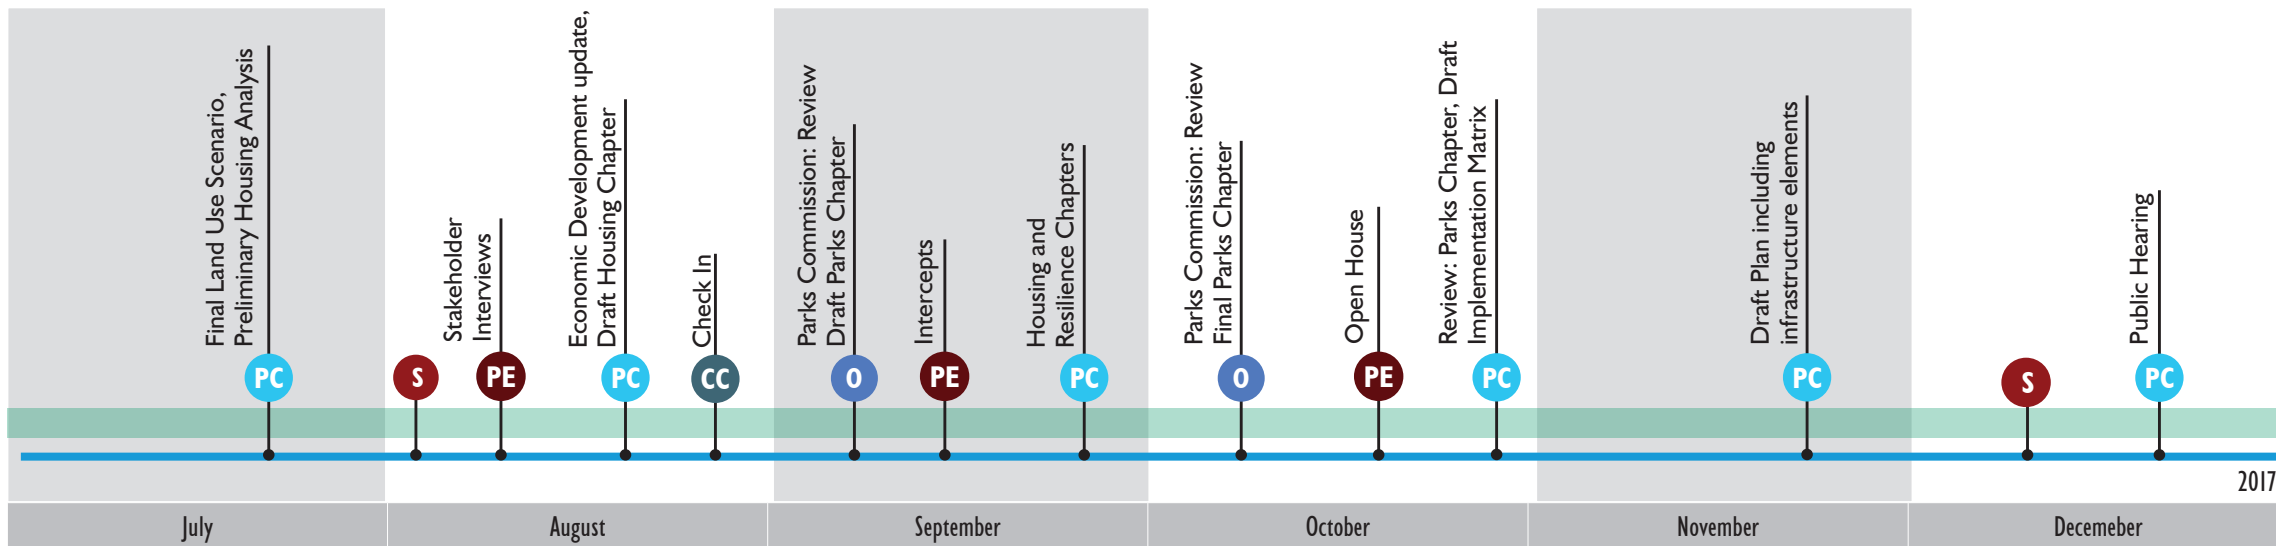 Final Land Use Scenario,
Preliminary Housing Analysis
PC
S
Stakeholder
Interviews
PE
Economic Development update,
Draft Housing Chapter
PC
Check In
CC
Parks Commission: Review
Draft Parks Chapter
O
Intercepts
PE
Housing and
Resilience Chapters
PC
Parks Commission: Review
Final Parks Chapter
O
Open House
PE
Review: Parks Chapter, Draft
Implementation Matrix
PC
Draft Plan including
infrastructure elements
PC
S
Public Hearing
PC
2017
July
August
September
October
November
Decemeber